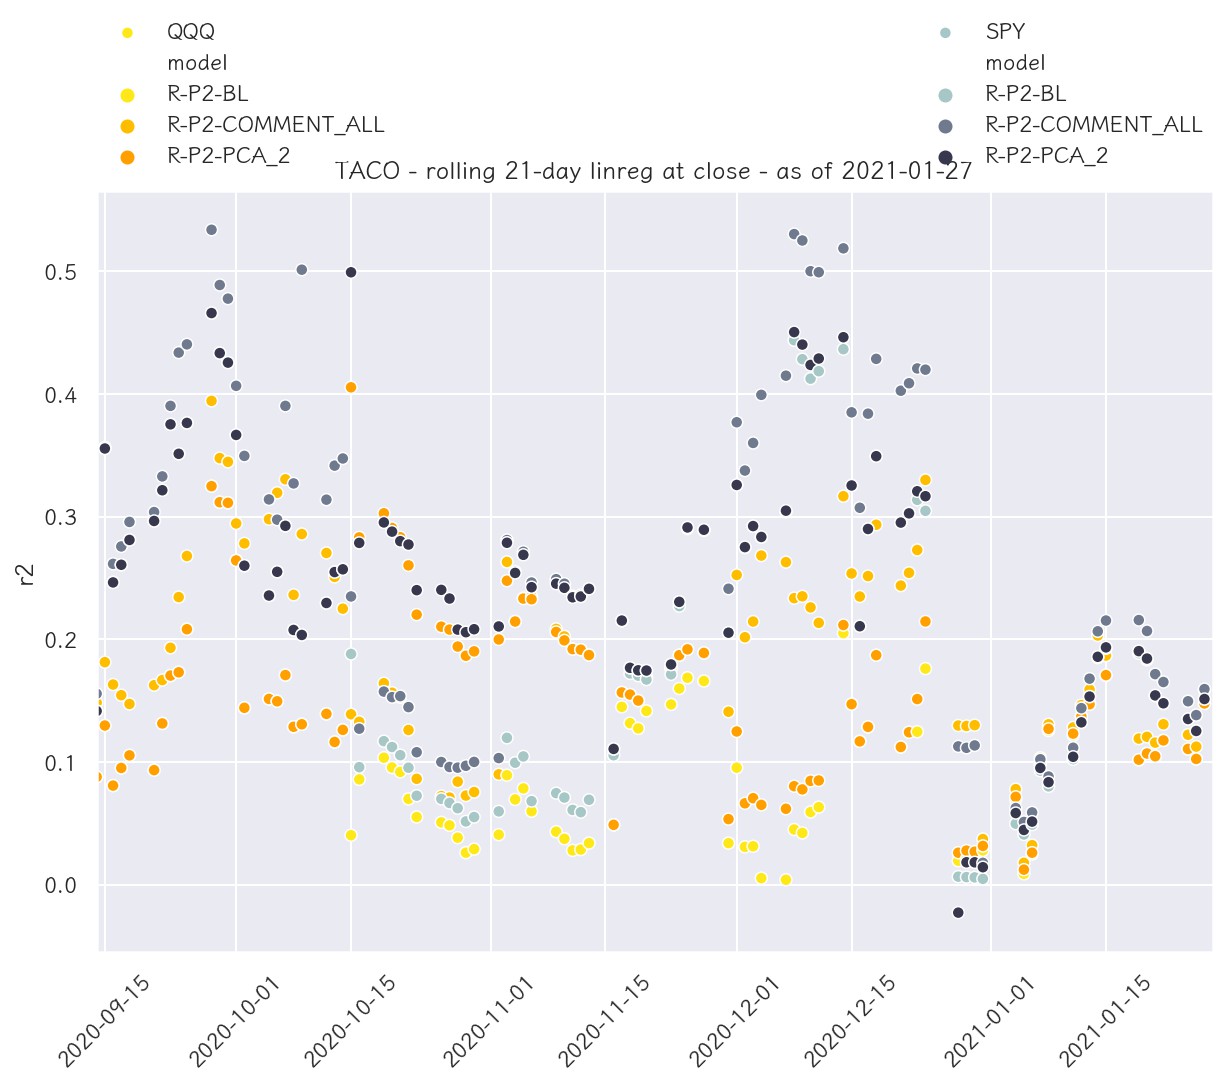 QQQ
model
R-P2-BL
R-P2-COMMENT_ALL
R-P2-PCA_2
SPY
model
R-P2-BL
R-P2-COMMENT_ALL
R-P2-PCA_2
TACO - rolling 21-day linreg at close - as of 2021-01-27
r2
0.5
0.4
0.3
0.2
0.1
0.0
2020-09-15
2020-10-01
2020-10-15
2020-11-01
2020-11-15
2020-12-01
2020-12-15
2021-01-01
2021-01-15